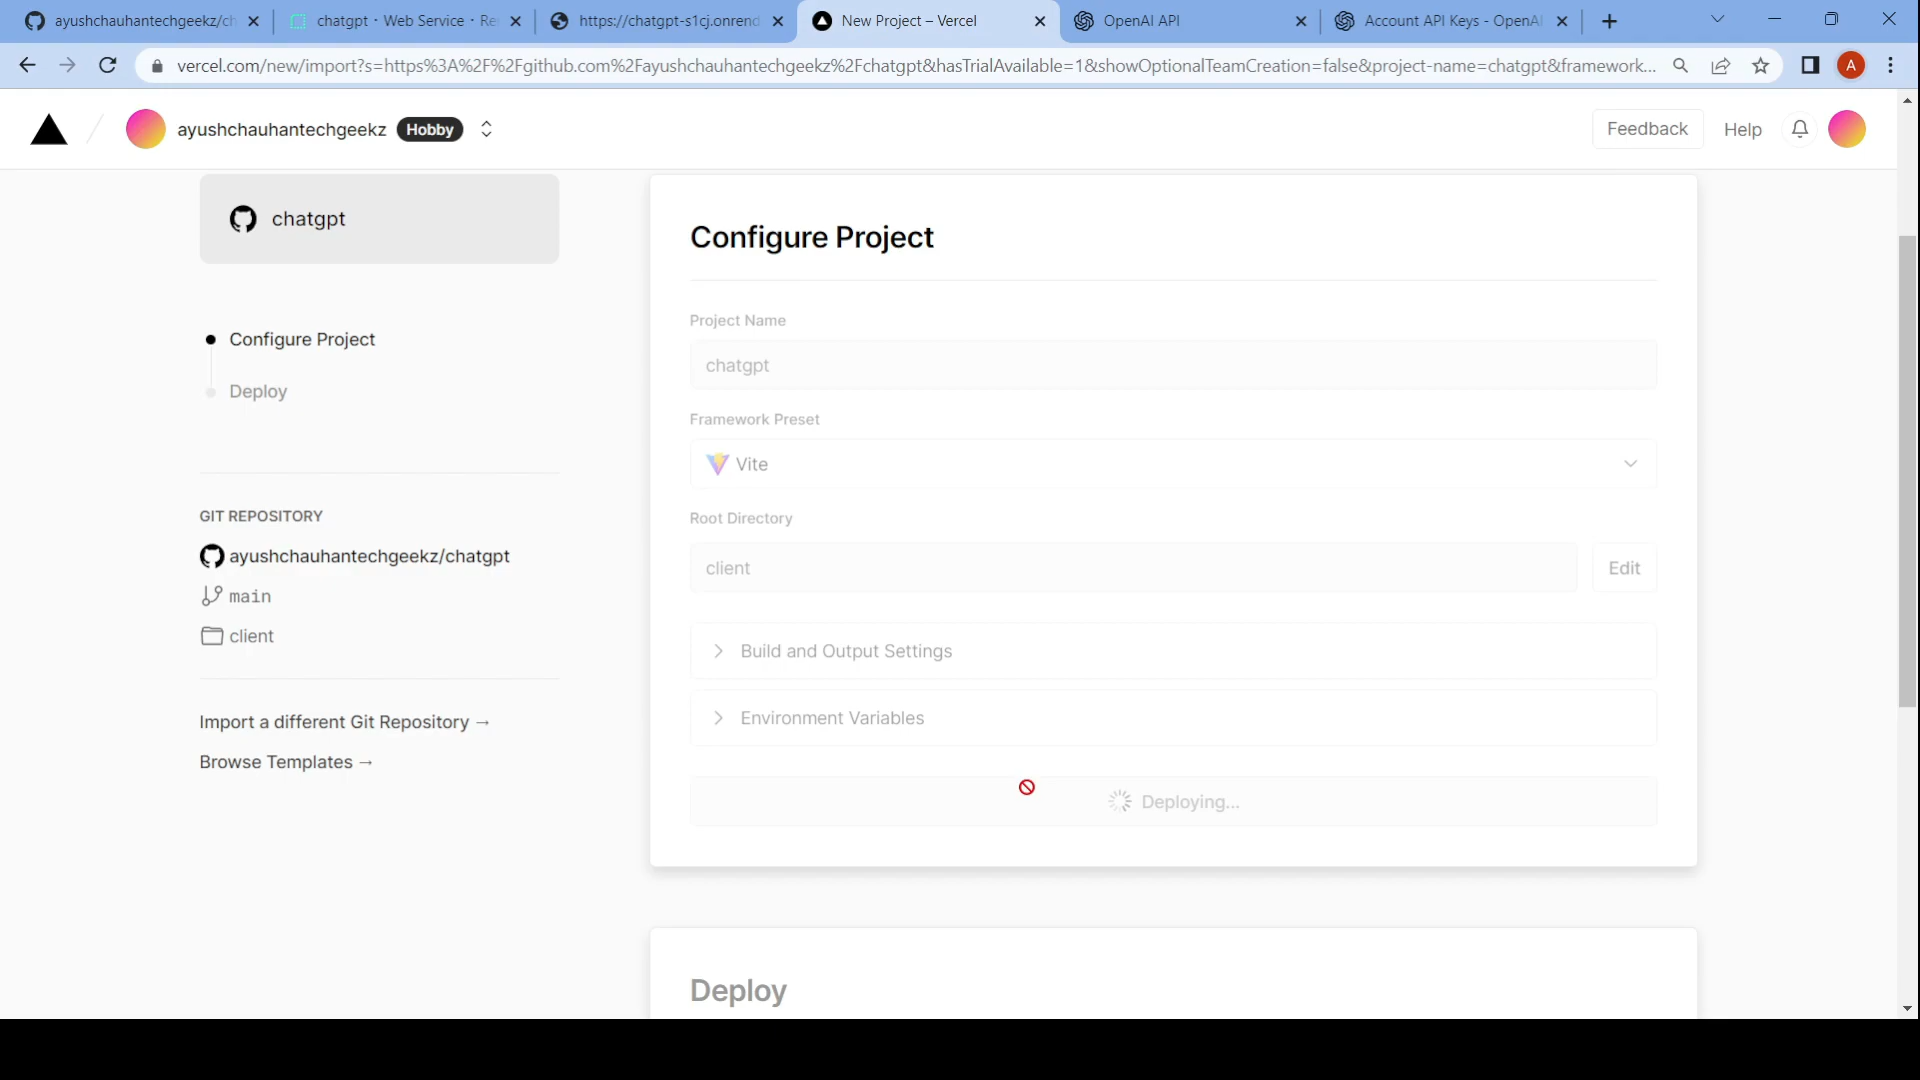 ayushchauhantechgeekz/ch
chatgpt · Web Service · Re
https://chatgpt-s1cj.onrend
New Project – Vercel
OpenAI API
Account API Keys - OpenAI
vercel.com/new/import?s=https%3A%2F%2Fgithub.com%2Fayushchauhantechgeekz%2Fchatgpt&hasTrialAvailable=1&showOptionalTeamCreation=false&project-name=chatgpt&framework...
A
ayushchauhantechgeekz
Hobby
Feedback
Help
chatgpt
Configure Project
Deploy
GIT REPOSITORY
ayushchauhantechgeekz/chatgpt
main
client
Import a different Git Repository →
Browse Templates →
Configure Project
Project Name
chatgpt
Framework Preset
Vite
Root Directory
client
Edit
Build and Output Settings
Environment Variables
Deploying...
Deploy